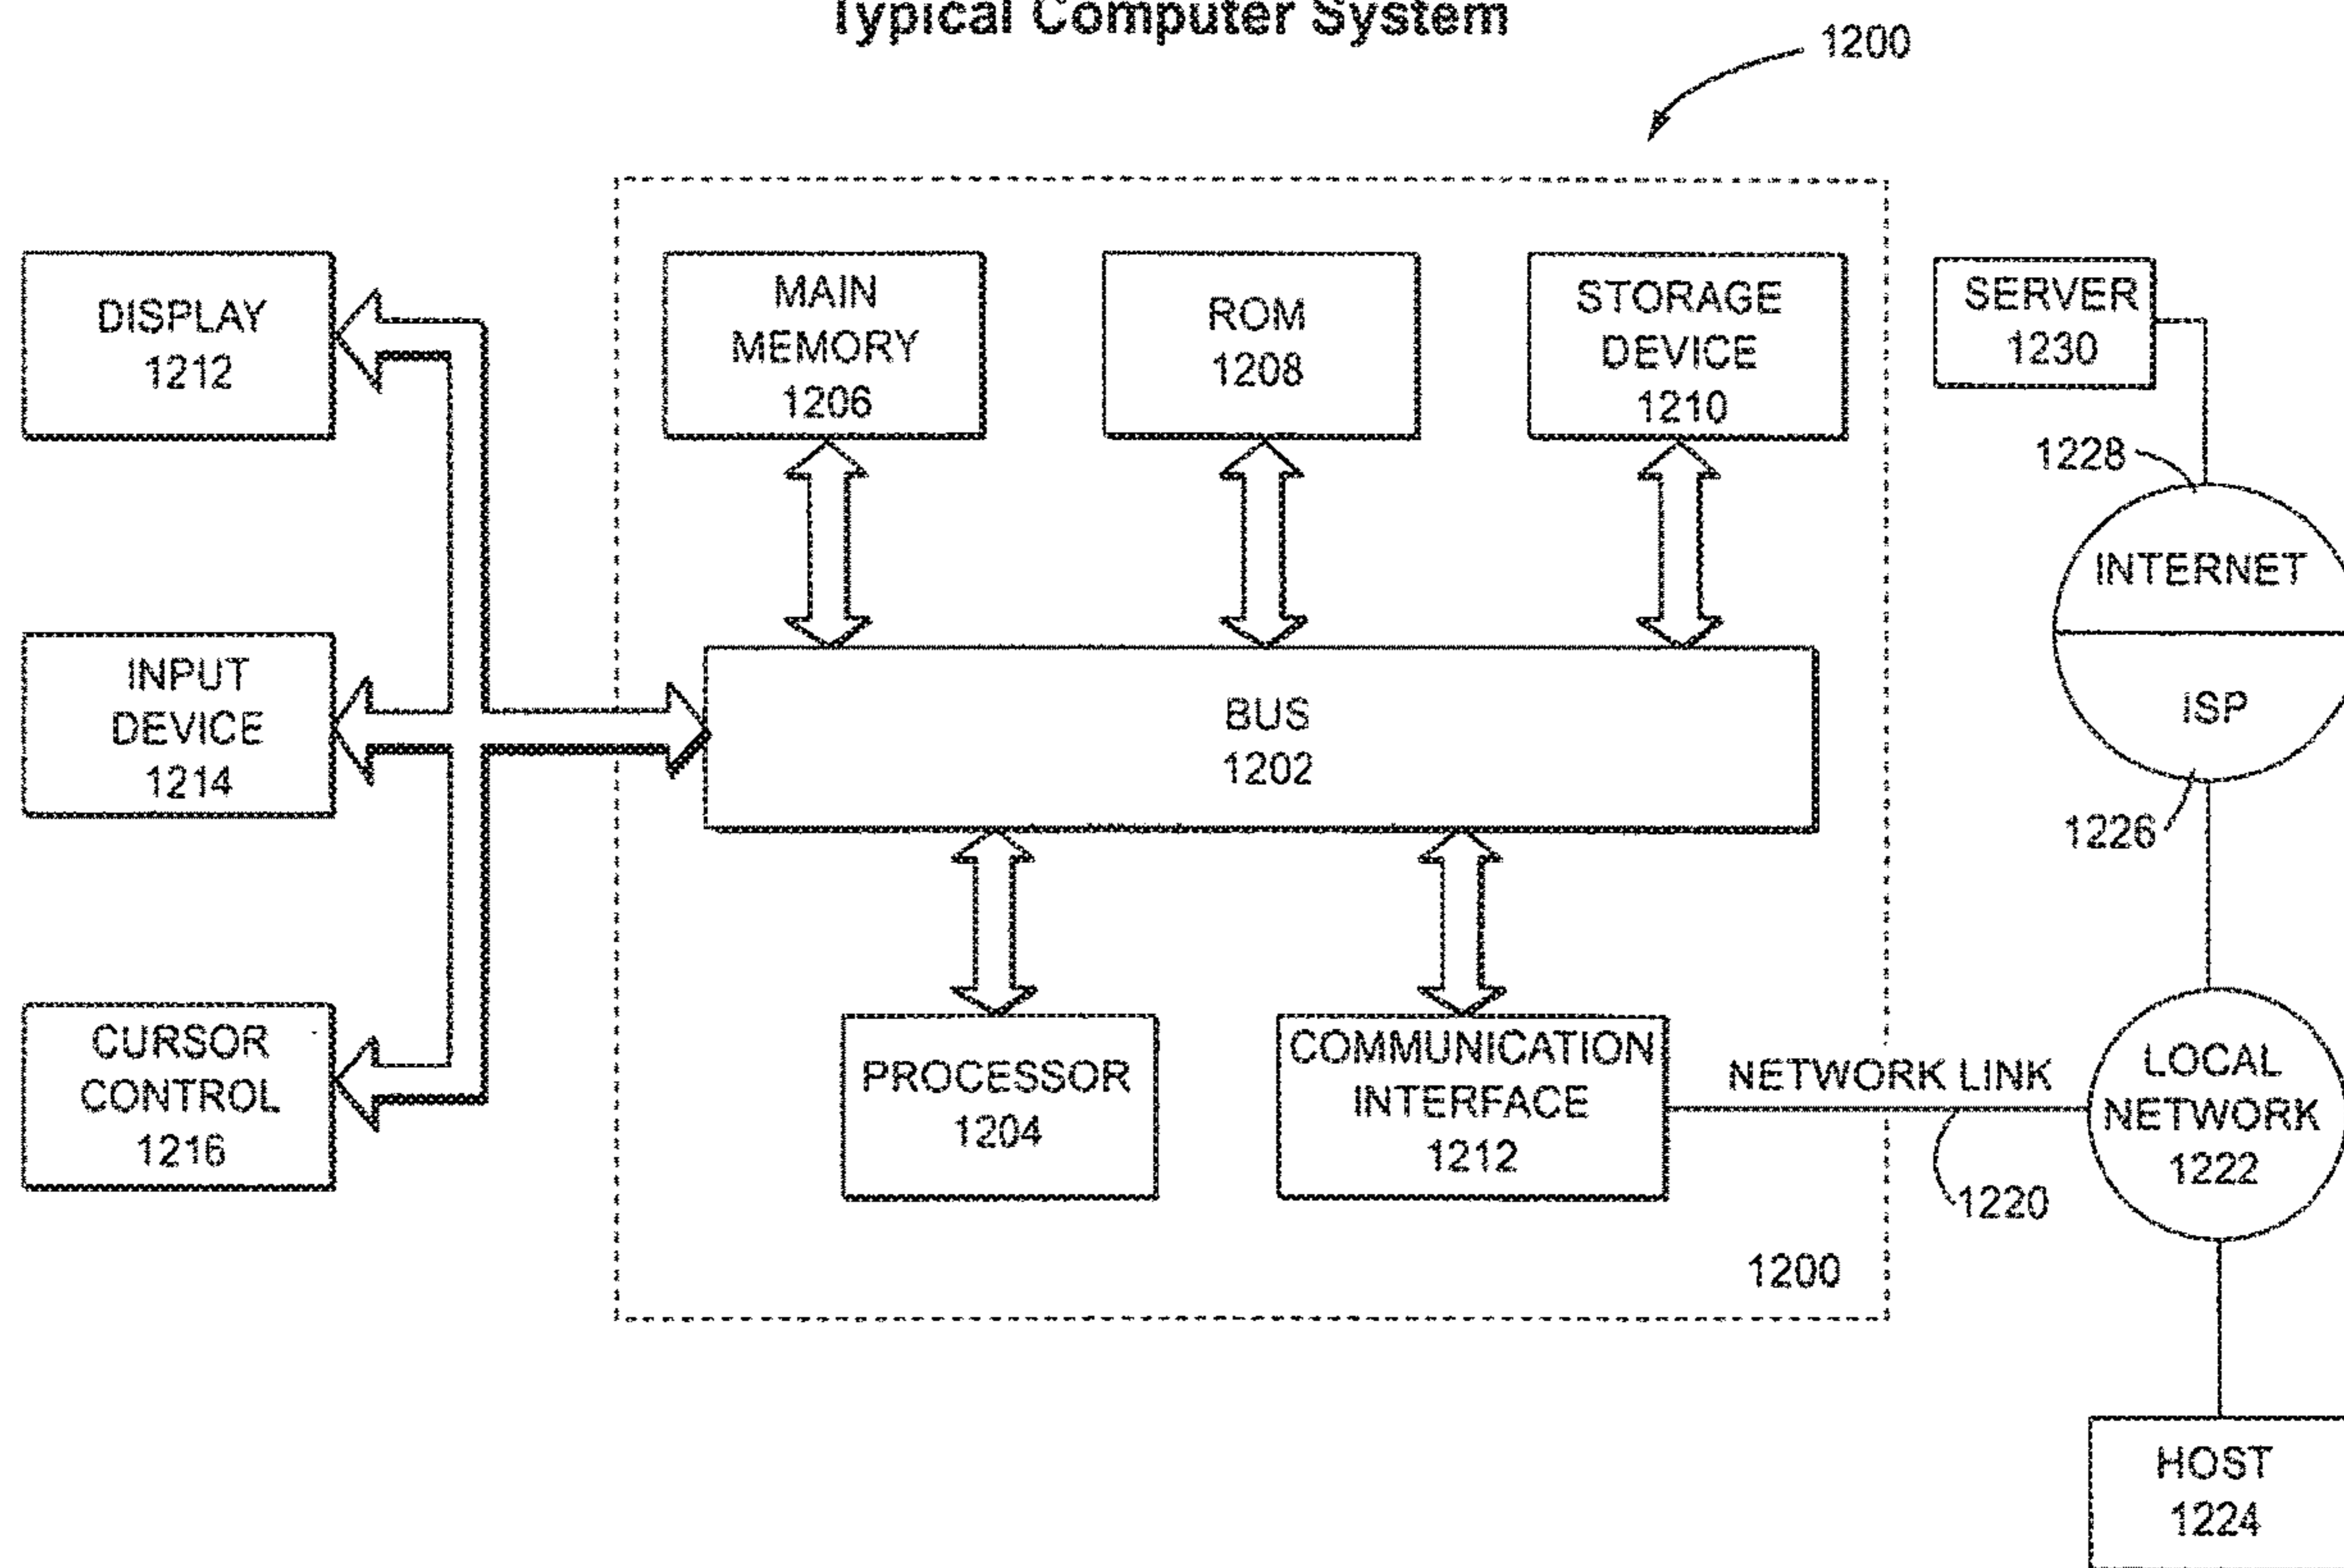 Typical Computer System
1200
DISPLAY
1212
MAIN
MEMORY
1206
ROM
1208
STORAGE
DEVICE
1210
SERVER
1230
1228
INTERNET
ISP
1226
INPUT
DEVICE
1214
BUS
1202
CURSOR
CONTROL
1216
PROCESSOR
1204
COMMUNICATION
INTERFACE
1212
NETWORK LINK
1220
LOCAL
NETWORK
1222
1200
HOST
1224